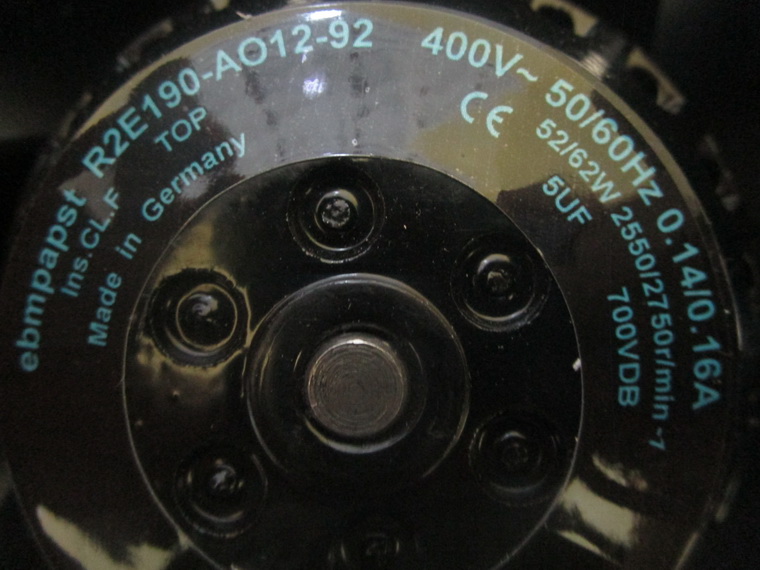 ebmpapst R2E190-AO12-92 400V~ 50/60Hz 0.14/0.16A
Ins.CL.F TOP CE 52/62W 2550/2750r/min -1
Made in Germany 5UF 700VDB